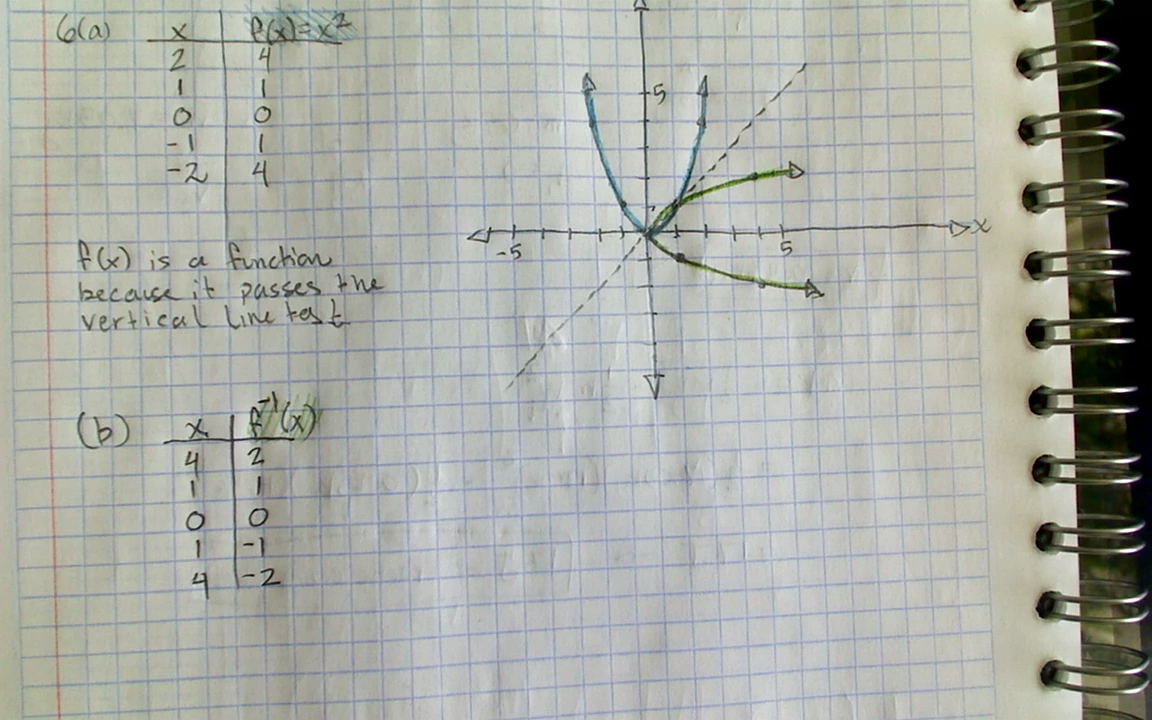 6(a) x f(x)=x²
2 4
1 1
0 0
-1 1
-2 4
f(x) is a function
because it passes the
vertical line test
5
-5 5 x
(b) x f⁻¹(x)
4 2
1 1
0 0
1 -1
4 -2